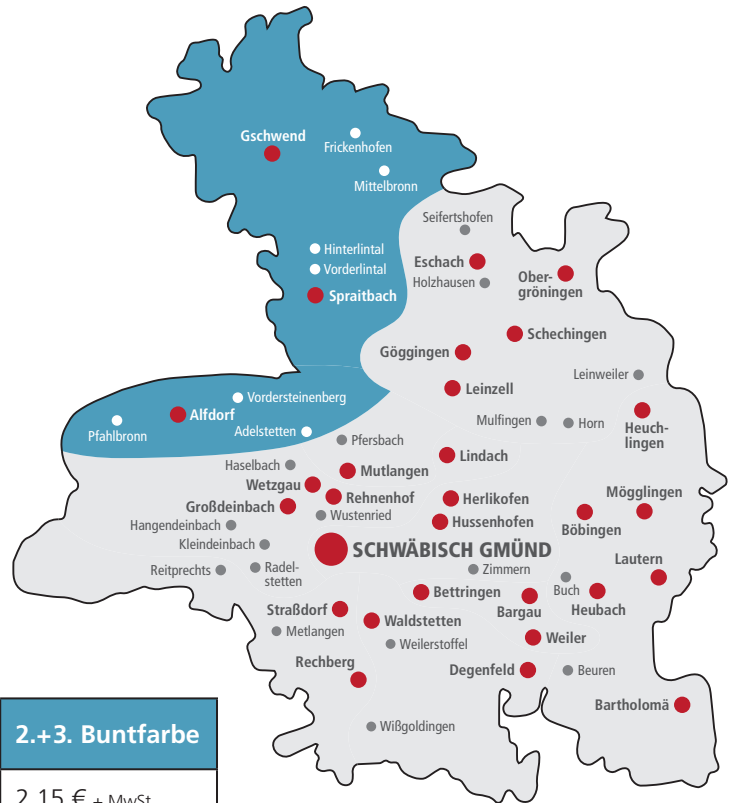 Gschwend
Frickenhofen
Mittelbronn
Seifertshofen
Hinterlintal
Eschach
Vorderlintal
Ober-
gröningen
Holzhausen
Spraitbach
Schechingen
Göggingen
Leinweiler
Leinzell
Vordersteinenberg
Alfdorf
Heuch-
lingen
Mulfingen
Horn
Pfahlbronn
Adelstetten
Pfersbach
Lindach
Haselbach
Mutlangen
Wetzgau
Mögglingen
Rehnenhof
Herlikofen
Großdeinbach
Wustenried
Hussenhofen
Böbingen
Hangendeinbach
Kleindeinbach
SCHWÄBISCH GMÜND
Lautern
Reitprechts
Radel-
stetten
Zimmern
Buch
Bettringen
Bargau
Heubach
Straßdorf
Waldstetten
Metlangen
Weilerstoffel
Weiler
Rechberg
Degenfeld
Beuren
Bartholomä
Wißgoldingen
2.+3. Buntfarbe
2,15 € + MwSt